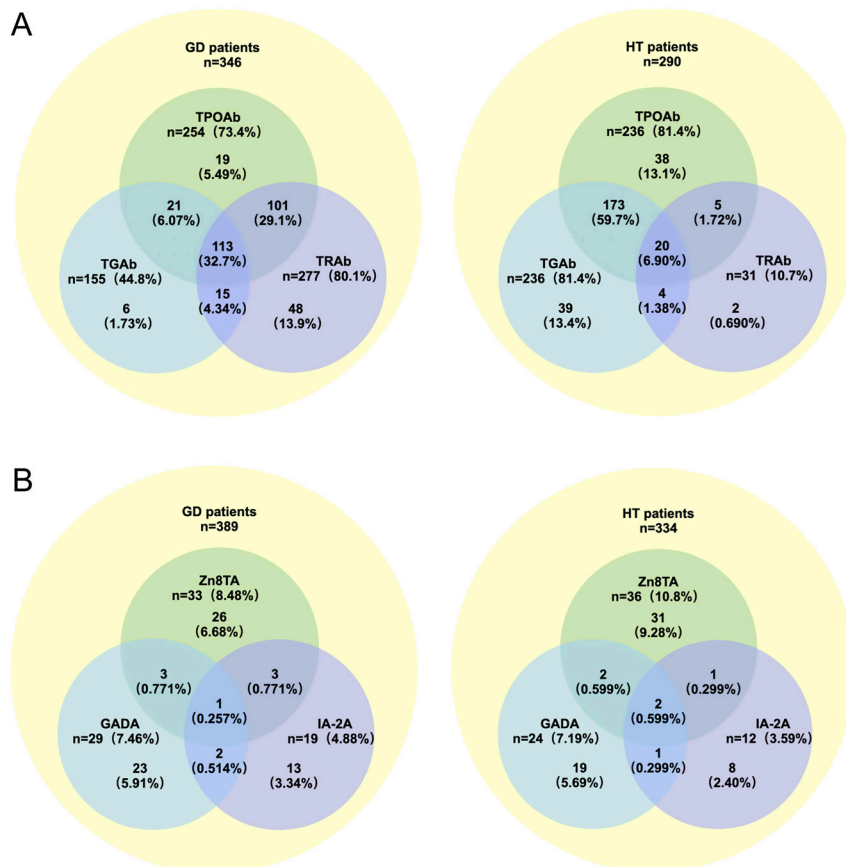 A
GD patients
n=346
TPOAb
n=254（73.4%）
19
(5.49%)
21
(6.07%)
101
(29.1%)
113
(32.7%)
TGAb
n=155（44.8%）
TRAb
n=277（80.1%）
15
(4.34%)
6
(1.73%)
48
(13.9%)
HT patients
n=290
TPOAb
n=236（81.4%）
38
(13.1%)
173
(59.7%)
5
(1.72%)
20
(6.90%)
TGAb
n=236（81.4%）
TRAb
n=31（10.7%）
4
(1.38%)
39
(13.4%)
2
(0.690%)
B
GD patients
n=389
Zn8TA
n=33（8.48%）
26
(6.68%)
3
(0.771%)
3
(0.771%)
1
(0.257%)
GADA
n=29（7.46%）
IA-2A
n=19（4.88%）
2
(0.514%)
23
(5.91%)
13
(3.34%)
HT patients
n=334
Zn8TA
n=36（10.8%）
31
(9.28%)
2
(0.599%)
1
(0.299%)
2
(0.599%)
GADA
n=24（7.19%）
IA-2A
n=12（3.59%）
1
(0.299%)
19
(5.69%)
8
(2.40%)